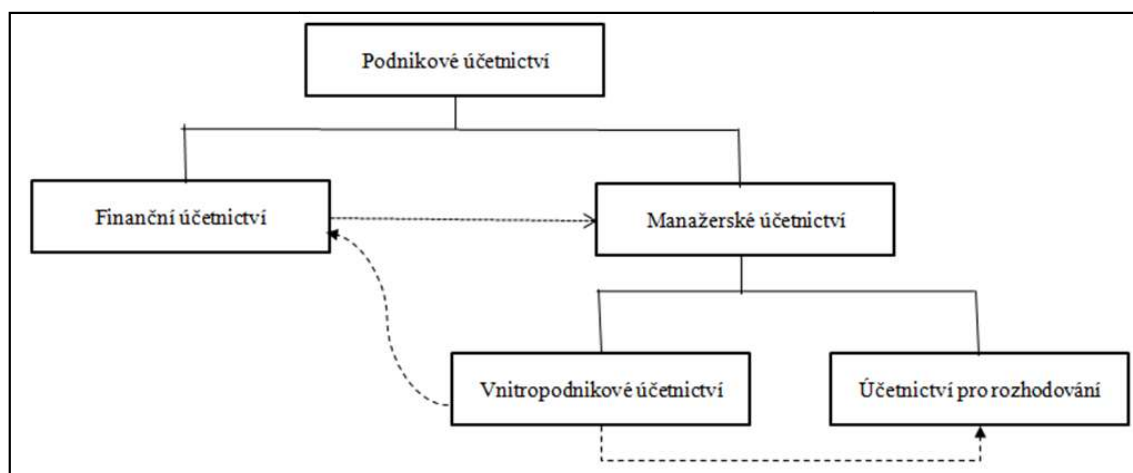 Podnikové účetnictví
Finanční účetnictví
Manažerské účetnictví
Vnitropodnikové účetnictví
Účetnictví pro rozhodování